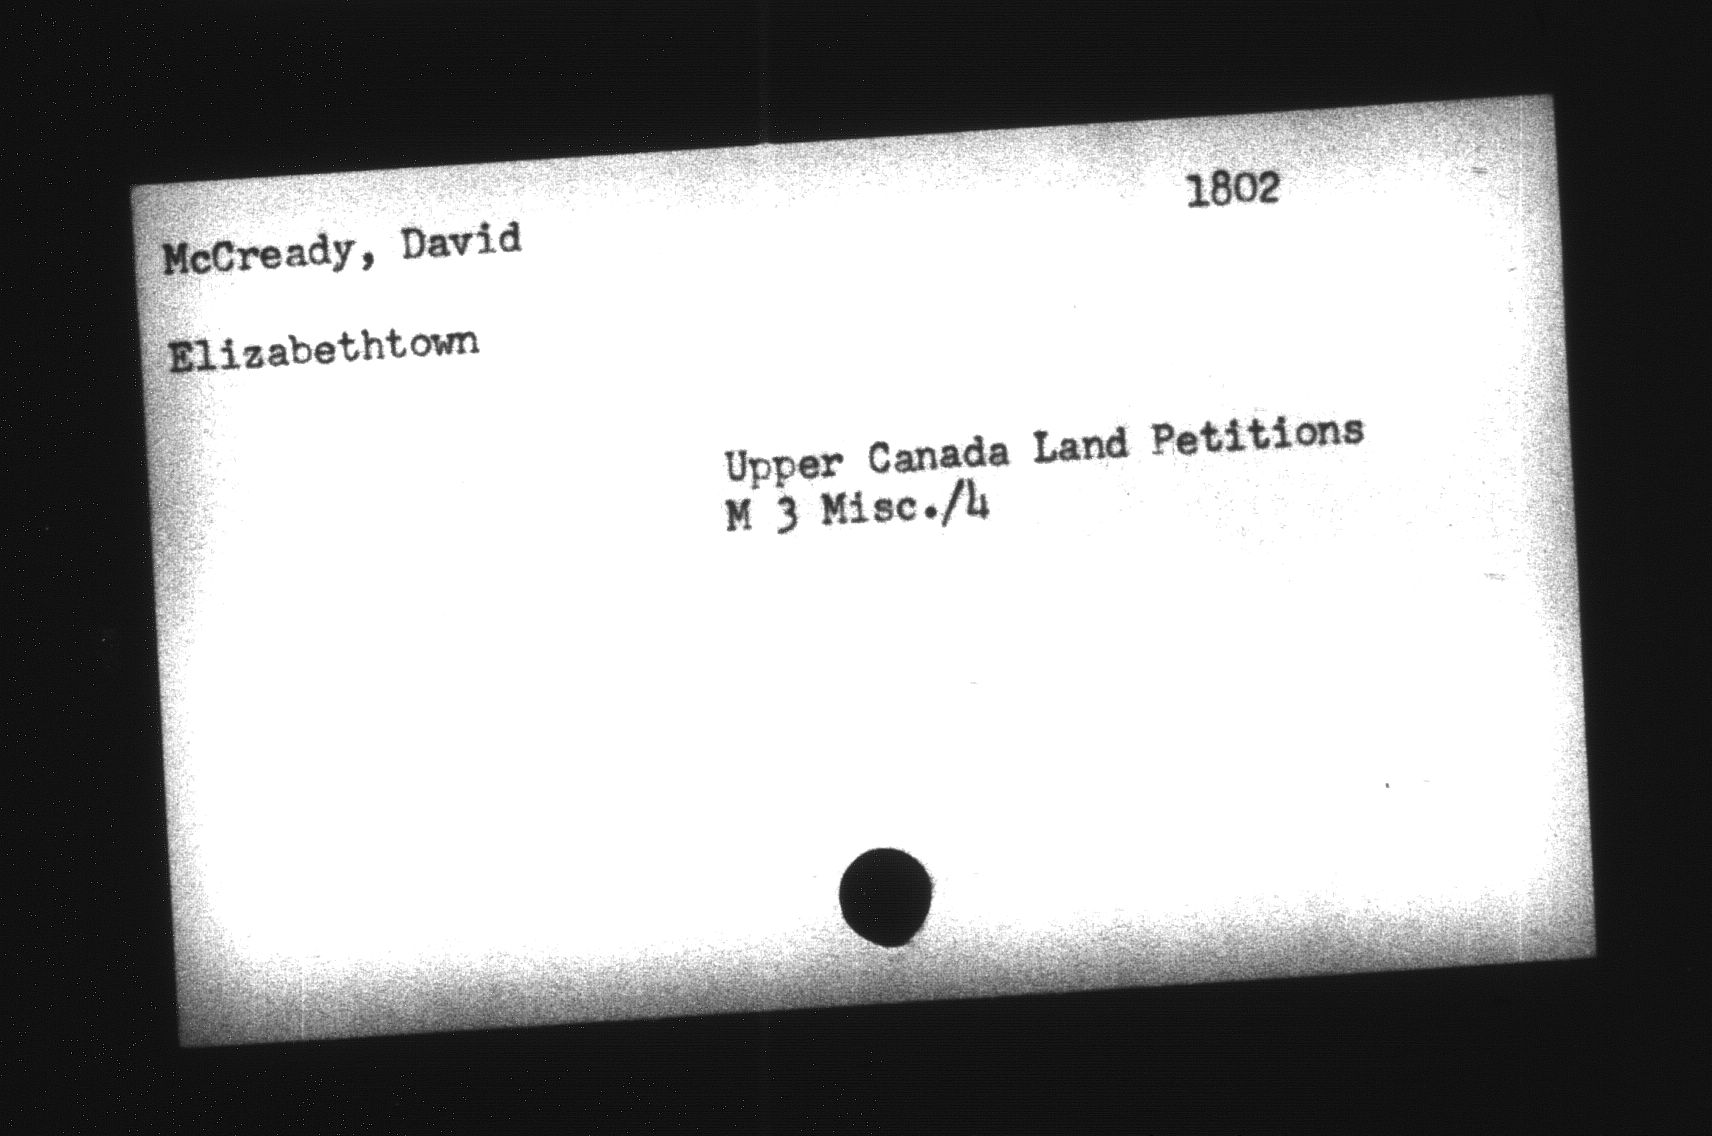 1802
McCready, David
Elizabethtown
Upper Canada Land Petitions
M 3 Misc./4